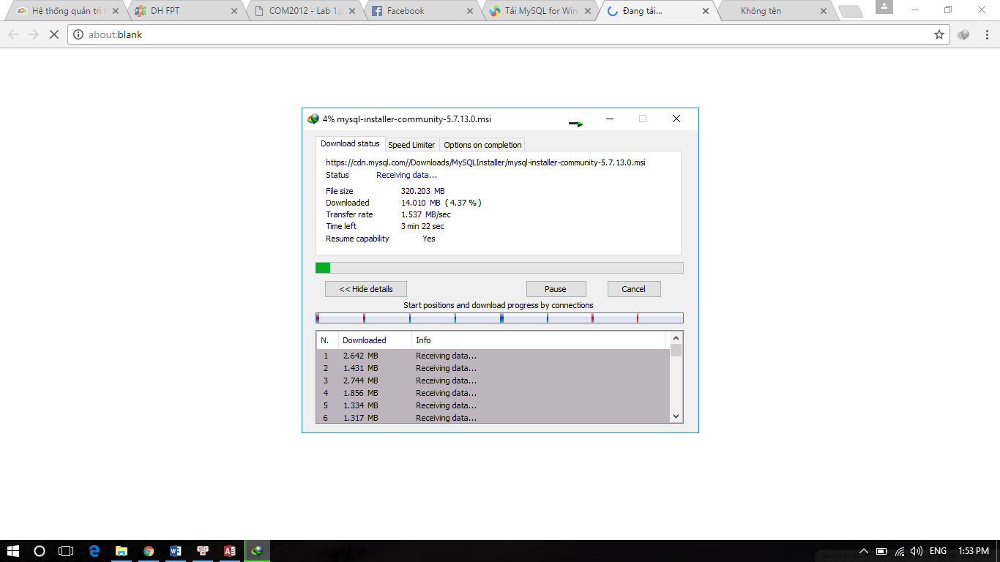 Hệ thống quản trị
DH FPT
COM2012 - Lab 1.p
Facebook
Tải MySQL for Win
Đang tải...
Không tên
about:blank
4% mysql-installer-community-5.7.13.0.msi
Download status
Speed Limiter
Options on completion
https://cdn.mysql.com//Downloads/MySQLInstaller/mysql-installer-community-5.7.13.0.msi
Status Receiving data...
File size 320.203 MB
Downloaded 14.010 MB ( 4.37 % )
Transfer rate 1.537 MB/sec
Time left 3 min 22 sec
Resume capability Yes
<< Hide details
Pause
Cancel
Start positions and download progress by connections
N. Downloaded Info
1 2.642 MB Receiving data...
2 1.431 MB Receiving data...
3 2.744 MB Receiving data...
4 1.856 MB Receiving data...
5 1.334 MB Receiving data...
6 1.317 MB Receiving data...
ENG
1:53 PM